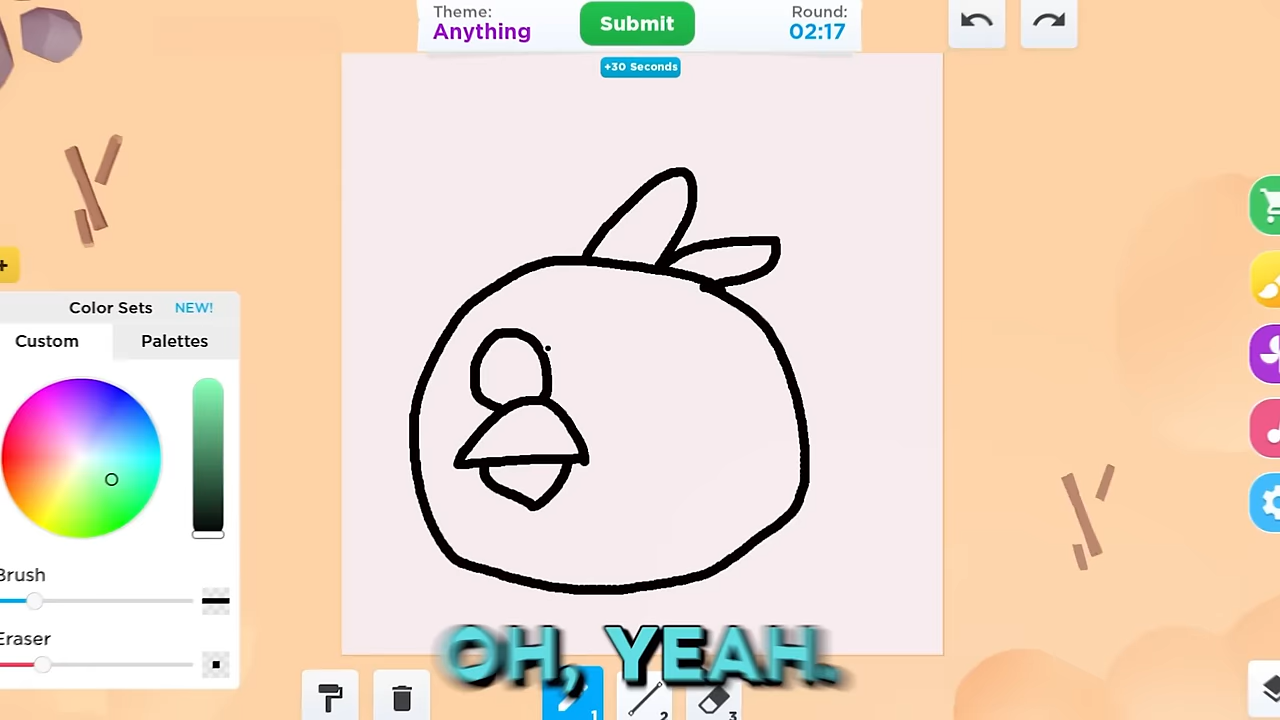 Theme:
Anything
Submit
Round:
02:17
+30 Seconds
+
Color Sets NEW!
Custom
Palettes
Brush
Eraser
OH, YEAH.
1
2
3